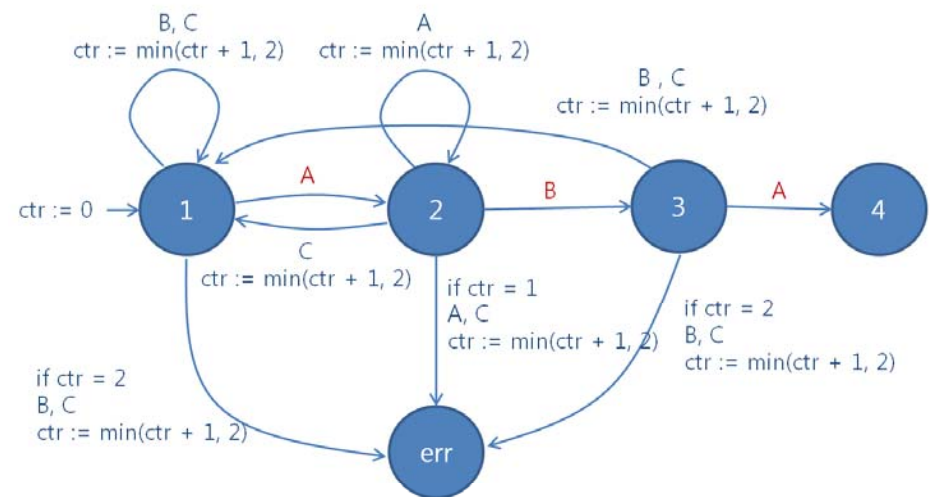 B, C
ctr := min(ctr + 1, 2)
A
ctr := min(ctr + 1, 2)
B , C
ctr := min(ctr + 1, 2)
ctr := 0
1
A
2
B
3
A
4
C
ctr := min(ctr + 1, 2)
if ctr = 1
A, C
ctr := min(ctr + 1, 2)
if ctr = 2
B, C
ctr := min(ctr + 1, 2)
if ctr = 2
B, C
ctr := min(ctr + 1, 2)
err